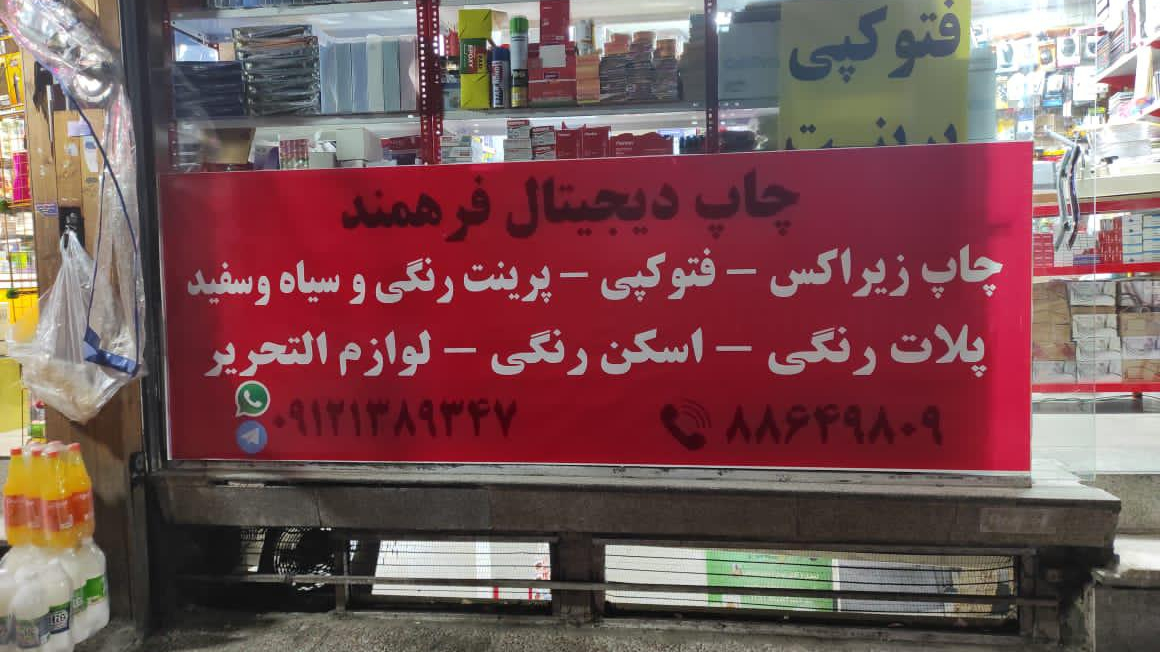 فتوکپی
پرینت
چاپ دیجیتال فرهمند
چاپ زیراکس – فتوکپی – پرینت رنگی و سیاه وسفید
پلات رنگی – اسکن رنگی – لوازم التحریر
۰۹۱۲۱۳۸۹۳۴۷
۸۸۶۴۹۸۰۹